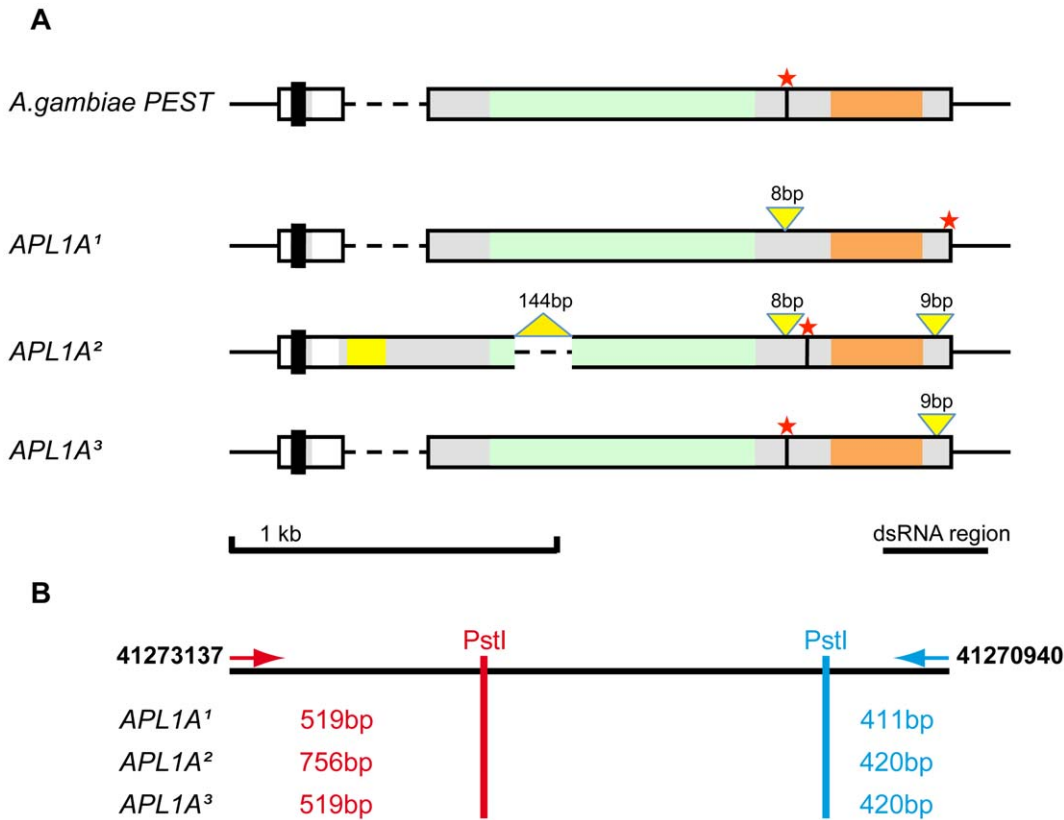 A
A.gambiae PEST
8bp
APL1A¹
144bp
8bp
9bp
APL1A²
9bp
APL1A³
1 kb
dsRNA region
B
PstI
PstI
41273137
41270940
APL1A¹
519bp
411bp
APL1A²
756bp
420bp
APL1A³
519bp
420bp